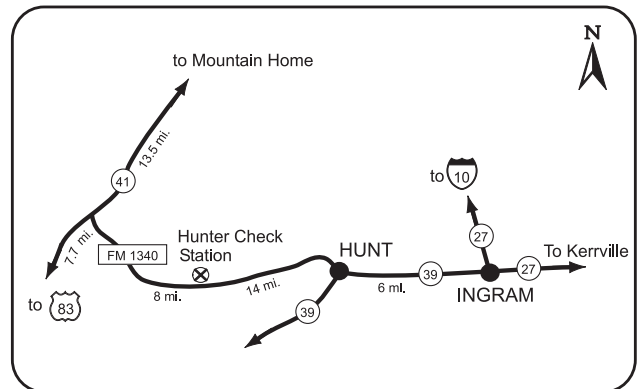 N
to Mountain Home
13.5 mi.
41
to 10
7.7 mi.
FM 1340
Hunter Check
Station
HUNT
27
To Kerrville
to 83
8 mi.
14 mi.
6 mi.
39
INGRAM
27
39